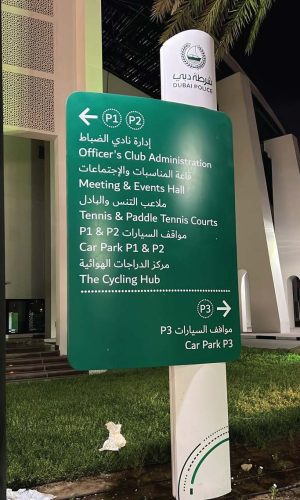 شرطة دبي
DUBAI POLICE
← P1 P2
إدارة نادي الضباط
Officer's Club Administration
قاعة المناسبات والإجتماعات
Meeting & Events Hall
ملاعب التنس والبادل
Tennis & Paddle Tennis Courts
مواقف السيارات P1 & P2
Car Park P1 & P2
مركز الدراجات الهوائية
The Cycling Hub
P3 →
مواقف السيارات P3
Car Park P3